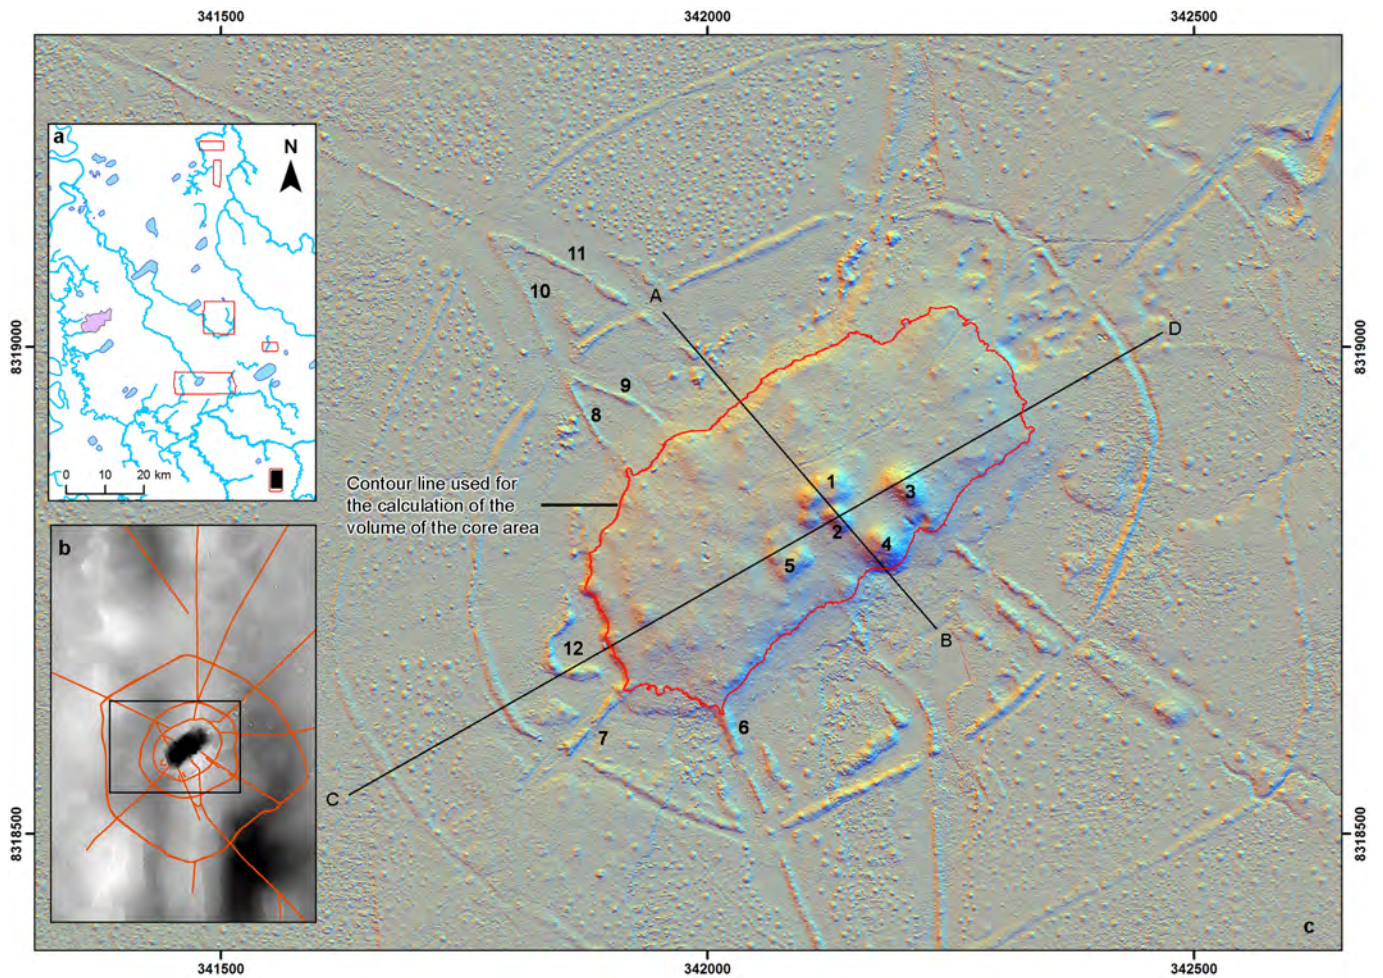 341500 342000 342500
a
N
0 10 20 km
b
8319000
8318500
11
10
A
9
8
D
Contour line used for
the calculation of the
volume of the core area
1
3
2
4
5
12
B
6
7
C
8319000
8318500
c
341500 342000 342500